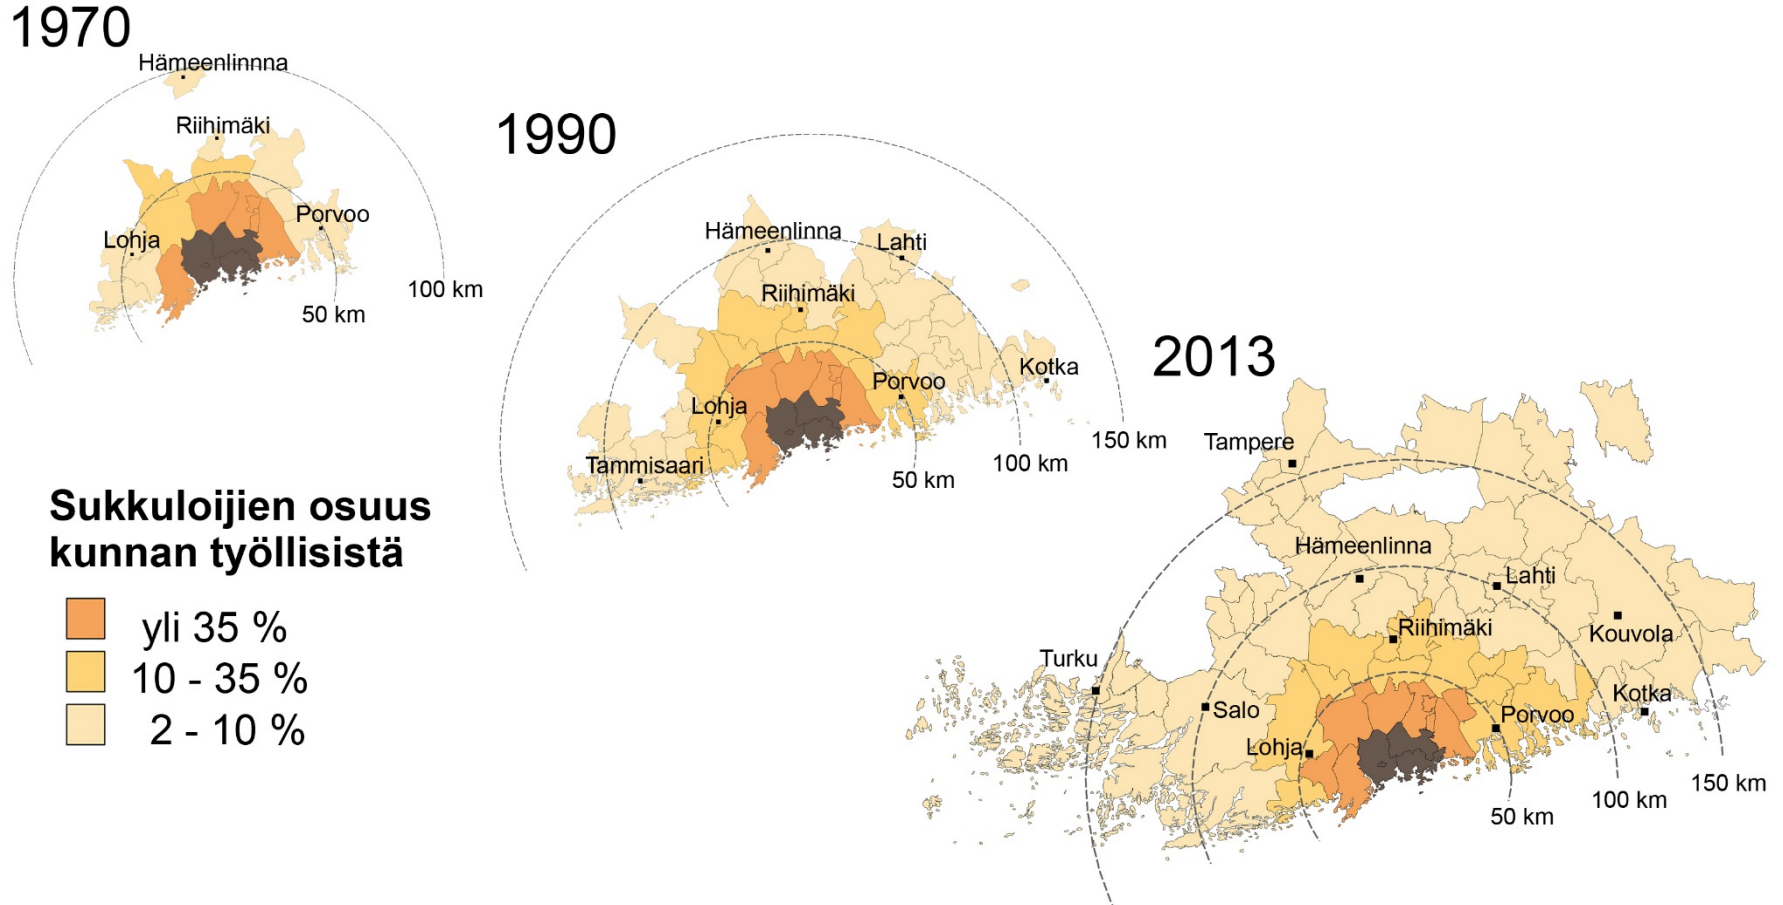 1970
Hämeenlinnna
Riihimäki
Porvoo
Lohja
100 km
50 km
1990
Hämeenlinna
Lahti
Riihimäki
Kotka
Porvoo
Lohja
150 km
100 km
Tammisaari
50 km
2013
Tampere
Hämeenlinna
Lahti
Riihimäki
Kouvola
Turku
Kotka
Salo
Porvoo
Lohja
150 km
100 km
50 km
Sukkuloijien osuus
kunnan työllisistä
yli 35 %
10 - 35 %
2 - 10 %